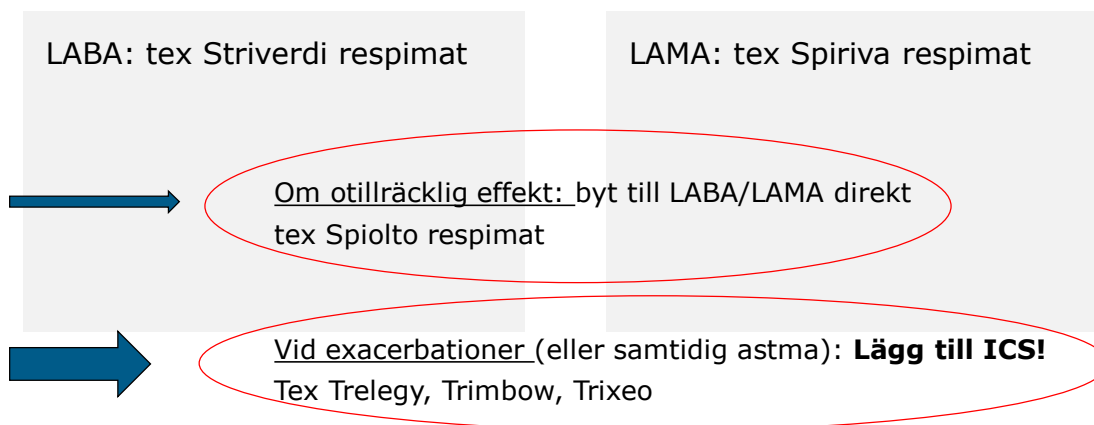 LABA: tex Striverdi respimat
LAMA: tex Spiriva respimat
Om otillräcklig effekt: byt till LABA/LAMA direkt
tex Spiolto respimat
Vid exacerbationer (eller samtidig astma): Lägg till ICS!
Tex Trelegy, Trimbow, Trixeo